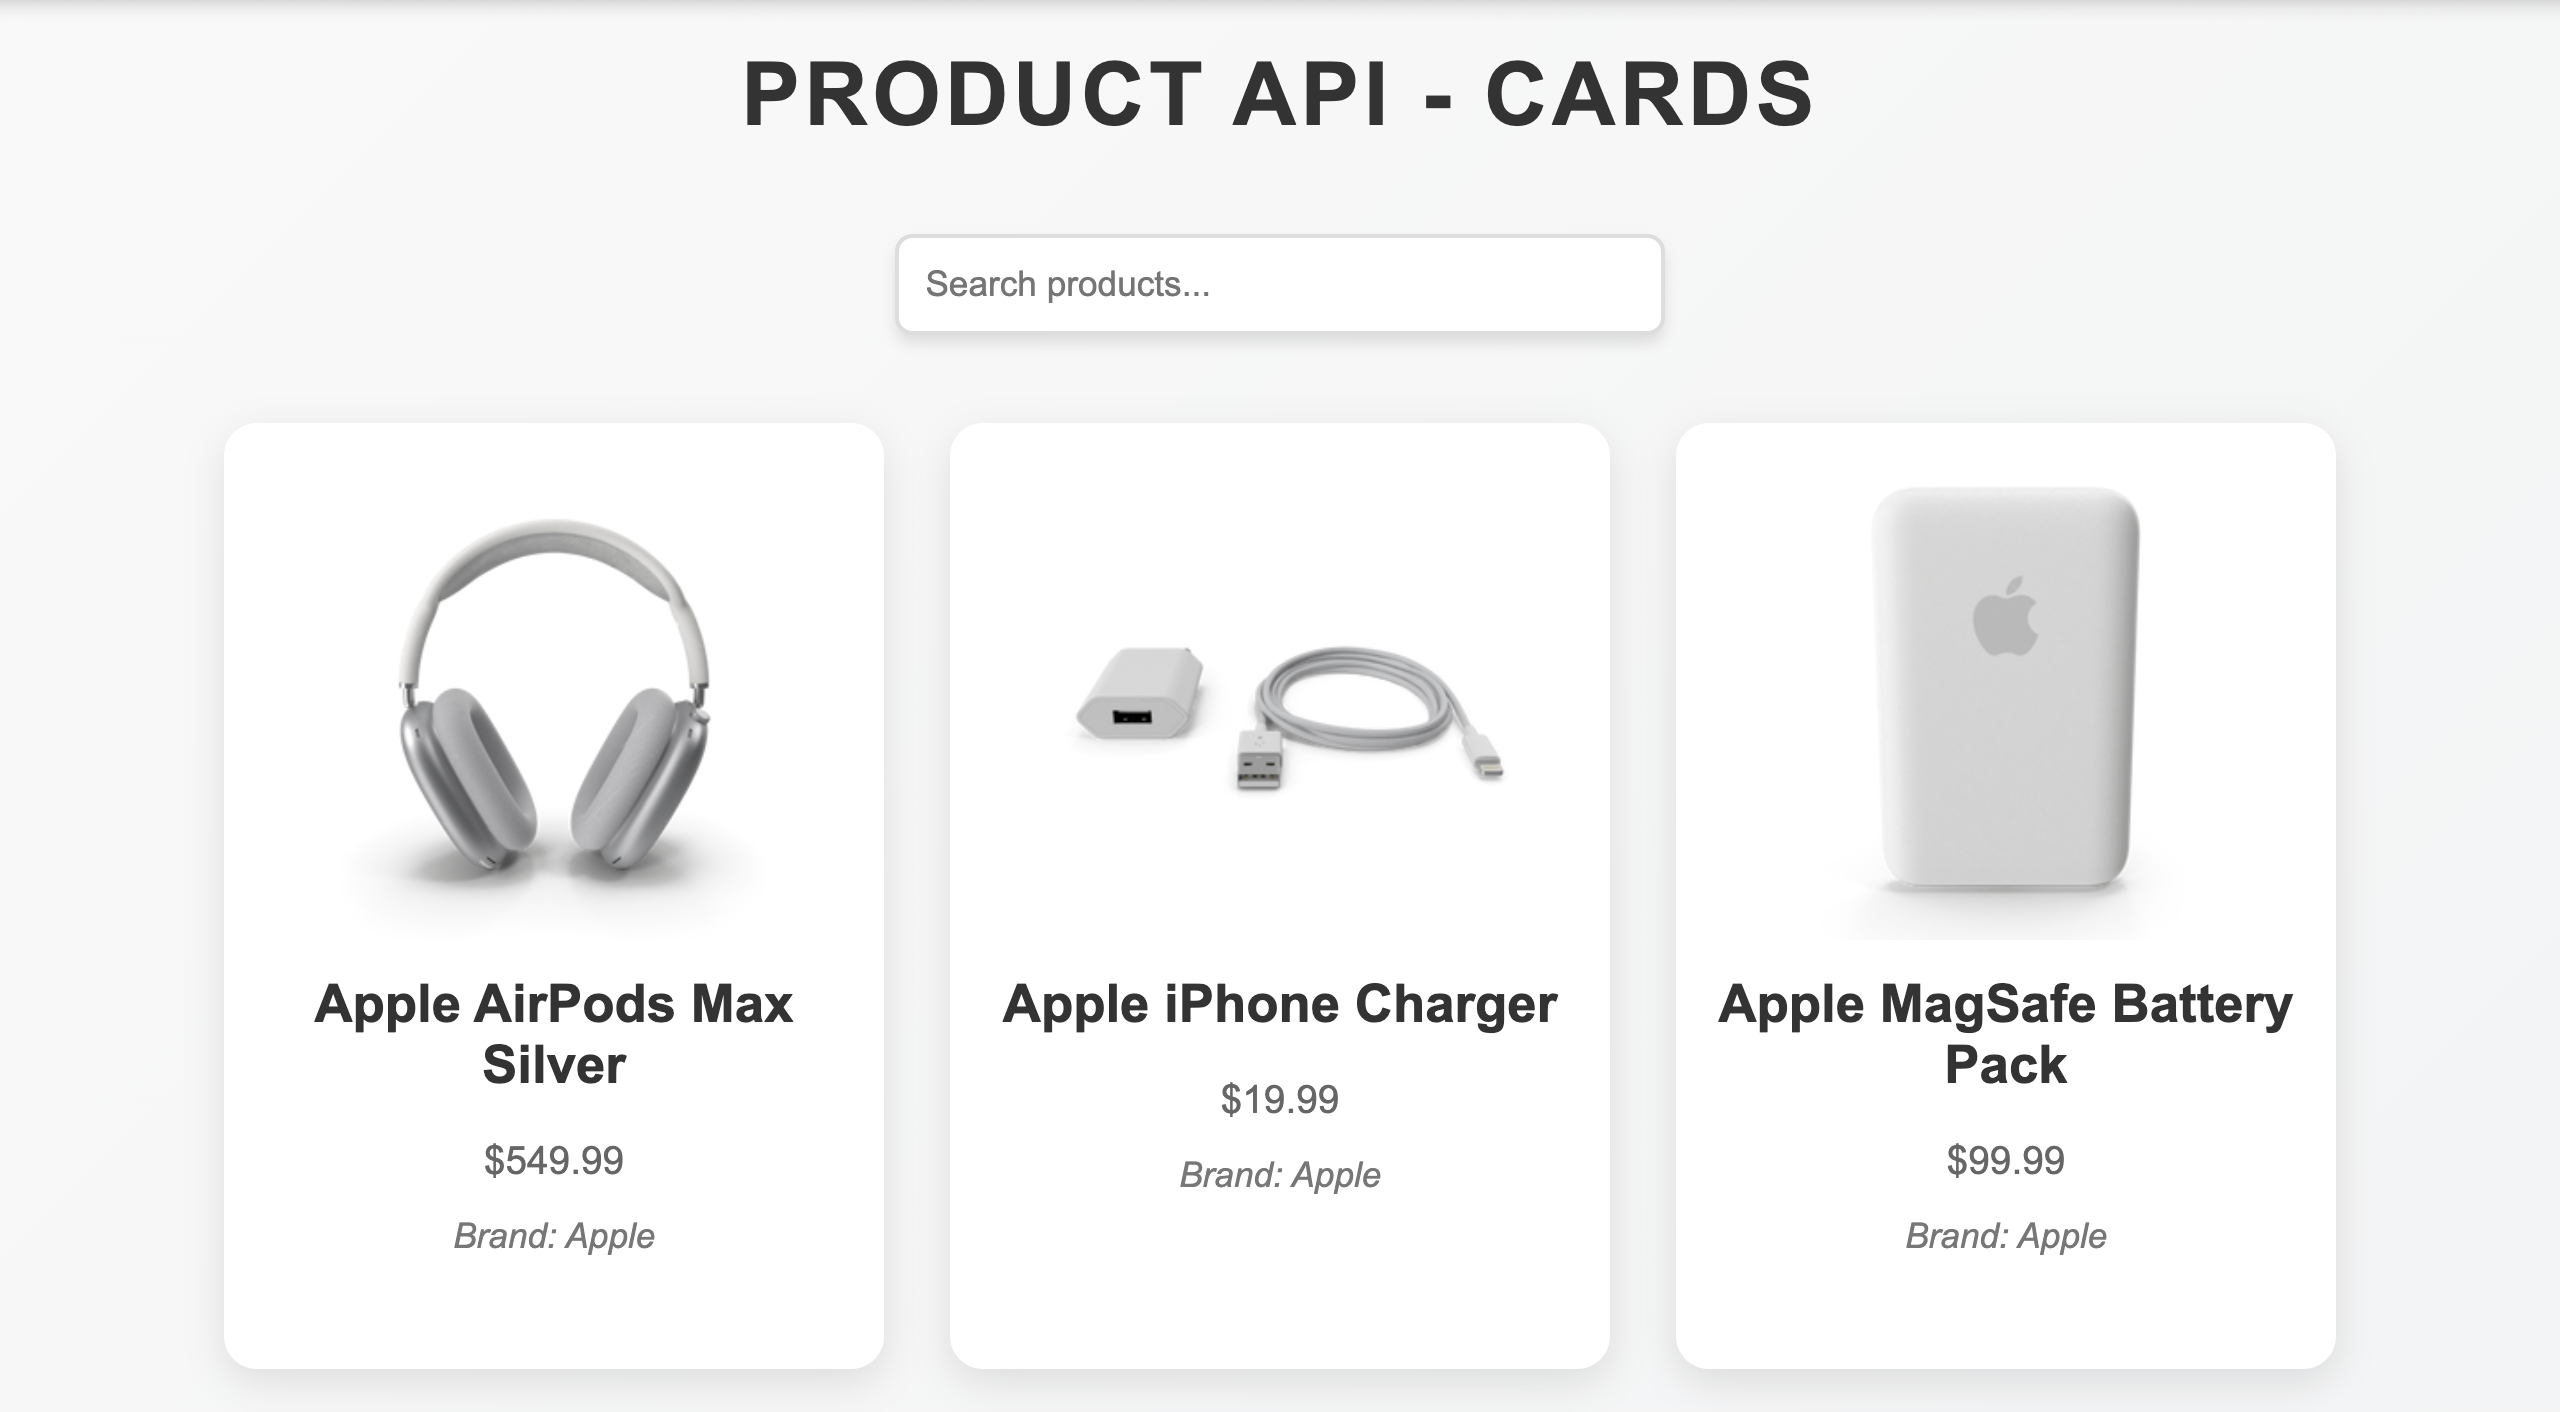 PRODUCT API - CARDS
Search products...
Apple AirPods Max
Silver
$549.99
Brand: Apple
Apple iPhone Charger
$19.99
Brand: Apple
Apple MagSafe Battery
Pack
$99.99
Brand: Apple